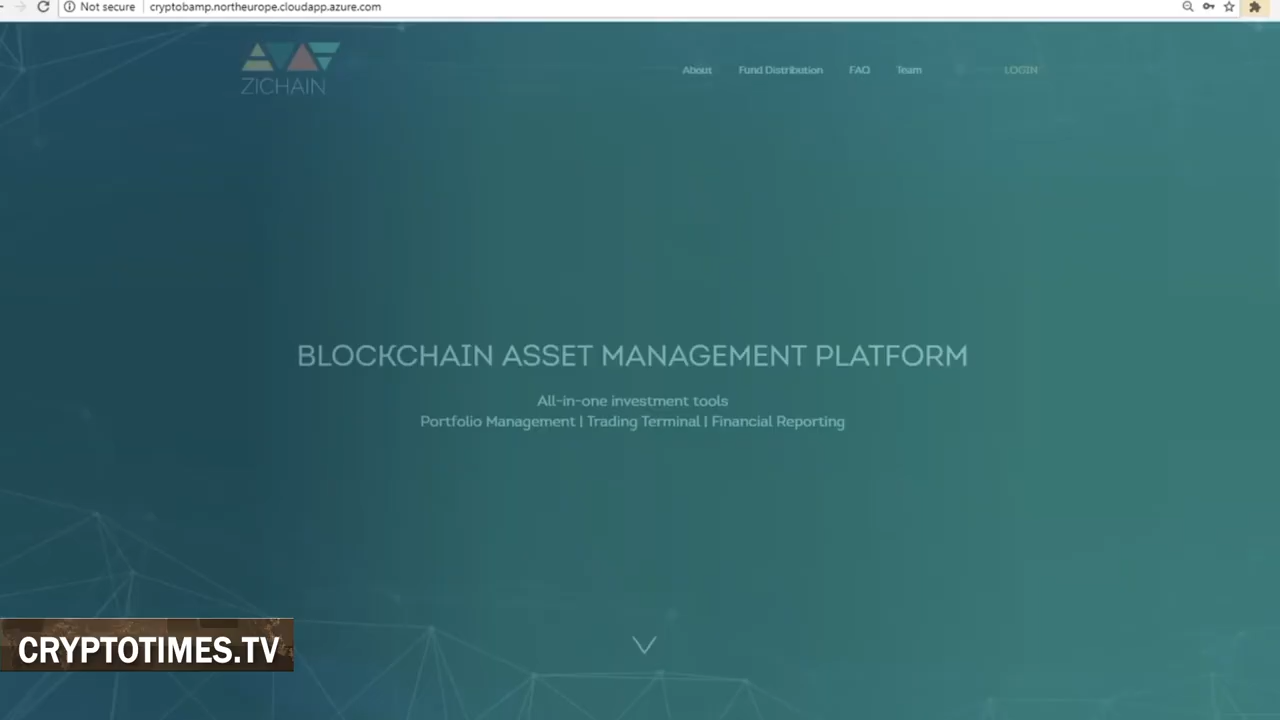 Not secure
cryptobamp.northeurope.cloudapp.azure.com
ZICHAIN
About
Fund Distribution
FAQ
Team
LOGIN
BLOCKCHAIN ASSET MANAGEMENT PLATFORM
All-in-one investment tools
Portfolio Management | Trading Terminal | Financial Reporting
CRYPTOTIMES.TV